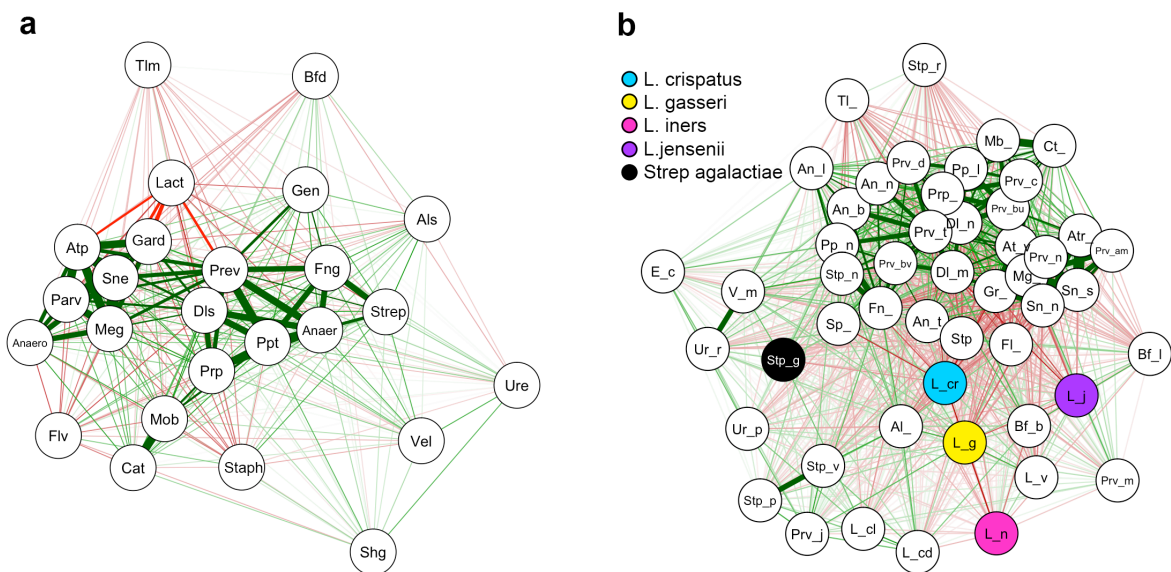 a
Tlm
Bfd
Lact
Gen
Als
Atp
Gard
Sne
Prev
Fng
Parv
Dls
Strep
Anaero
Meg
Ppt
Anaer
Prp
Ure
Mob
Flv
Vel
Cat
Staph
Shg
b
L. crispatus
L. gasseri
L. iners
L.jensenii
Strep agalactiae
Stp_r
Tl_
Mb_
Ct_
An_l
Prv_d
Pp_l
An_n
Prp_
Prv_c
An_b
Prv_bu
Dl_n
Prv_t
Atr_
Pp_n
At_v
Prv_n
Prv_am
E_c
Stp_n
Prv_bv
Dl_m
Mg_
V_m
Gr_
Sn_s
Sn_n
Sp_
Fn_
An_t
Stp
Fl_
Ur_r
Stp_g
Bf_l
L_cr
L_j
Ur_p
Al_
L_g
Bf_b
Stp_v
L_v
Prv_m
Stp_p
Prv_j
L_cl
L_cd
L_n